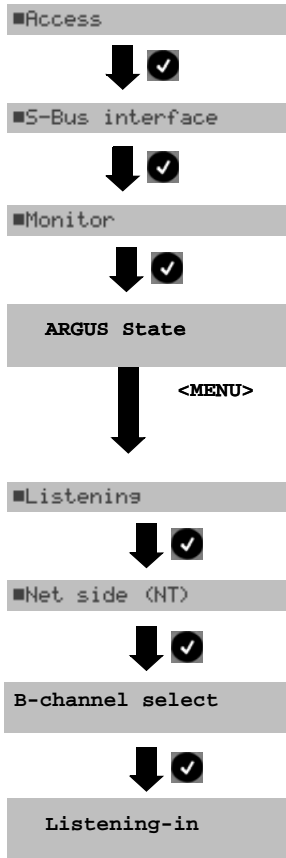 ■Access
■S-Bus interface
■Monitor
ARGUS State
<MENU>
■Listening
■Net side (NT)
B-channel select
Listening-in